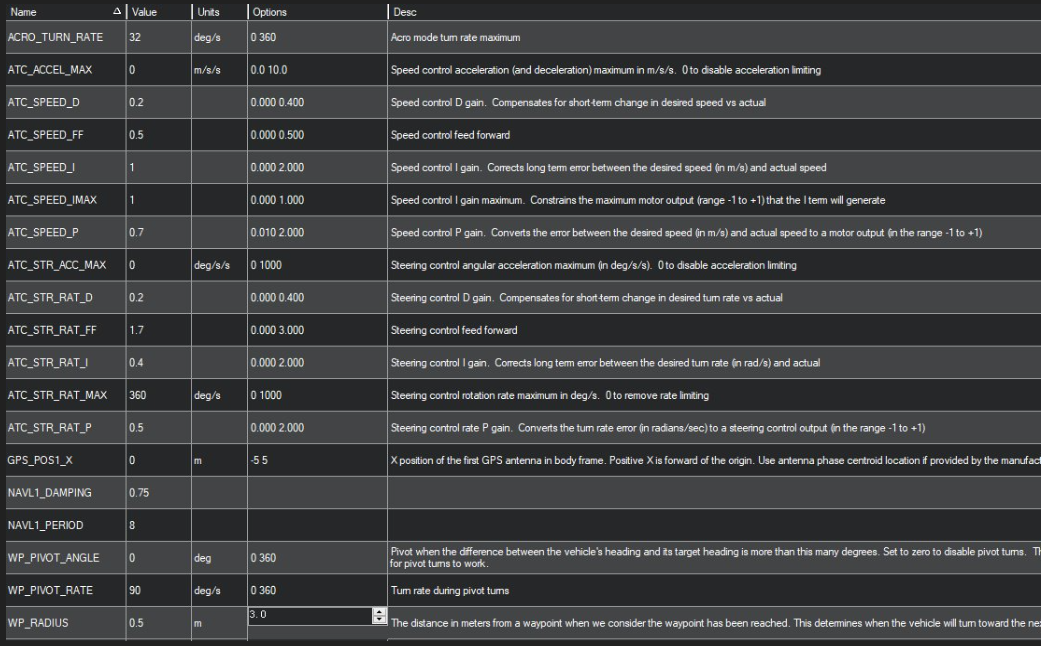 Name Value Units Options Desc
ACRO_TURN_RATE 32 deg/s 0 360 Acro mode turn rate maximum
ATC_ACCEL_MAX 0 m/s/s 0.0 10.0 Speed control acceleration (and deceleration) maximum in m/s/s. 0 to disable acceleration limiting
ATC_SPEED_D 0.2 0.000 0.400 Speed control D gain. Compensates for short-term change in desired speed vs actual
ATC_SPEED_FF 0.5 0.000 0.500 Speed control feed forward
ATC_SPEED_I 1 0.000 2.000 Speed control I gain. Corrects long term error between the desired speed (in m/s) and actual speed
ATC_SPEED_IMAX 1 0.000 1.000 Speed control I gain maximum. Constrains the maximum motor output (range -1 to +1) that the I term will generate
ATC_SPEED_P 0.7 0.010 2.000 Speed control P gain. Converts the error between the desired speed (in m/s) and actual speed to a motor output (in the range -1 to +1)
ATC_STR_ACC_MAX 0 deg/s/s 0 1000 Steering control angular acceleration maximum (in deg/s/s). 0 to disable acceleration limiting
ATC_STR_RAT_D 0.2 0.000 0.400 Steering control D gain. Compensates for short-term change in desired turn rate vs actual
ATC_STR_RAT_FF 1.7 0.000 3.000 Steering control feed forward
ATC_STR_RAT_I 0.4 0.000 2.000 Steering control I gain. Corrects long term error between the desired turn rate (in rad/s) and actual
ATC_STR_RAT_MAX 360 deg/s 0 1000 Steering control rotation rate maximum in deg/s. 0 to remove rate limiting
ATC_STR_RAT_P 0.5 0.000 2.000 Steering control rate P gain. Converts the turn rate error (in radians/sec) to a steering control output (in the range -1 to +1)
GPS_POS1_X 0 m -5 5 X position of the first GPS antenna in body frame. Positive X is forward of the origin. Use antenna phase centroid location if provided by the manufact
NAVL1_DAMPING 0.75
NAVL1_PERIOD 8
WP_PIVOT_ANGLE 0 deg 0 360 Pivot when the difference between the vehicle's heading and its target heading is more than this many degrees. Set to zero to disable pivot turns. Th
for pivot turns to work.
WP_PIVOT_RATE 90 deg/s 0 360 Turn rate during pivot turns
WP_RADIUS 0.5 m 3. 0 The distance in meters from a waypoint when we consider the waypoint has been reached. This determines when the vehicle will turn toward the ne